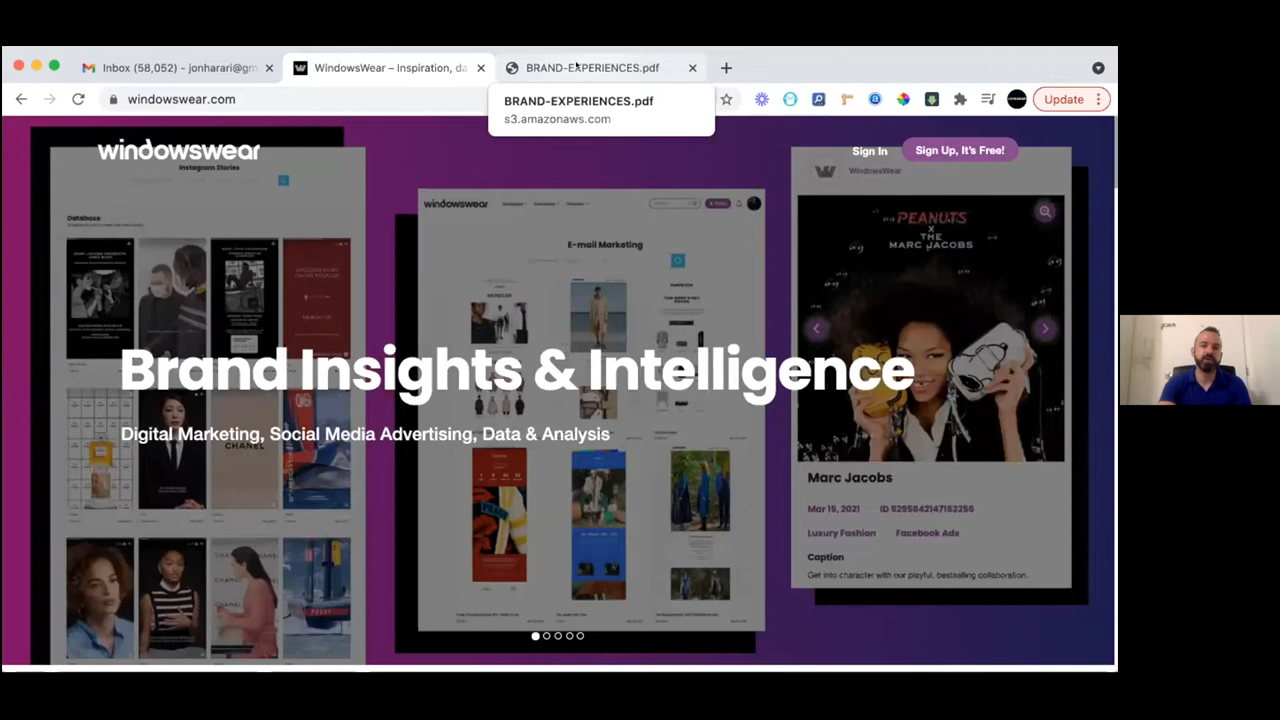 Inbox (58,052) - jonharari@gm
WindowsWear – Inspiration, da
BRAND-EXPERIENCES.pdf
windowswear.com
BRAND-EXPERIENCES.pdf
s3.amazonaws.com
Update
windowswear
Sign In
Sign Up, It's Free!
Instagram Stories
Database
windowswear
E-mail Marketing
MONCLER
CHANEL
WindowsWear
PEANUTS
X
THE
MARC JACOBS
Brand Insights & Intelligence
Digital Marketing, Social Media Advertising, Data & Analysis
Marc Jacobs
Mar 15, 2021
ID 5295842147153256
Luxury Fashion
Facebook Ads
Caption
Get into character with our playful, bestselling collaboration.